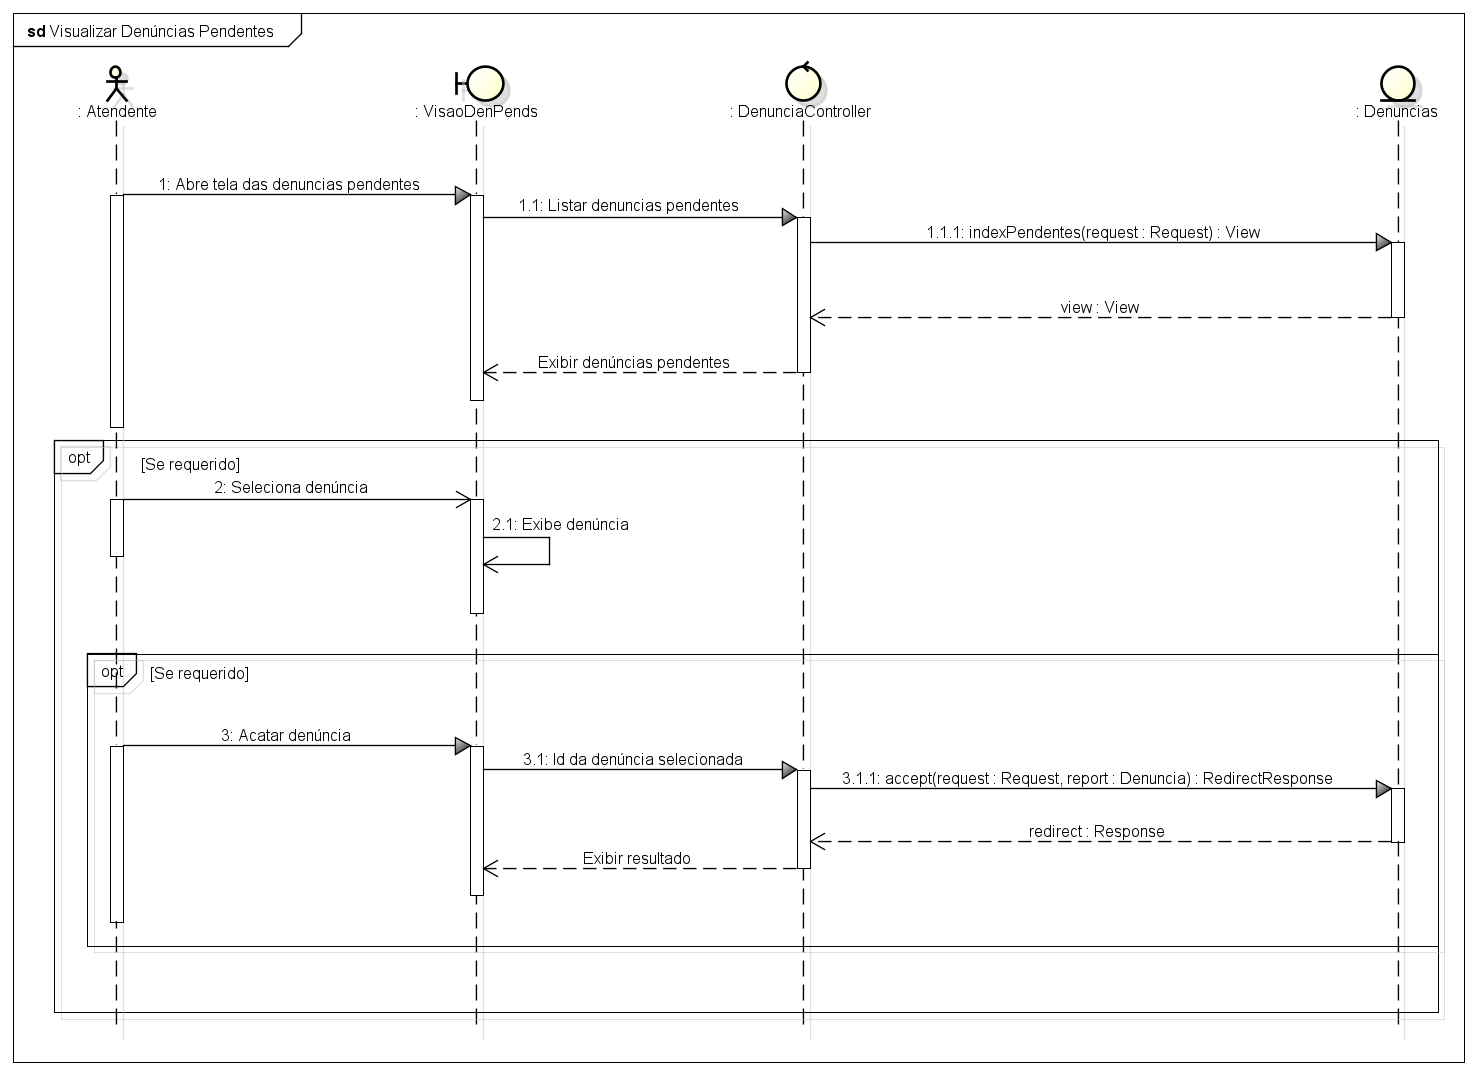 sd Visualizar Denúncias Pendentes
: Atendente
: VisaoDenPends
: DenunciaController
: Denuncias
1: Abre tela das denuncias pendentes
1.1: Listar denuncias pendentes
1.1.1: indexPendentes(request : Request) : View
view : View
Exibir denúncias pendentes
opt
[Se requerido]
2: Seleciona denúncia
2.1: Exibe denúncia
opt
[Se requerido]
3: Acatar denúncia
3.1: Id da denúncia selecionada
3.1.1: accept(request : Request, report : Denuncia) : RedirectResponse
redirect : Response
Exibir resultado